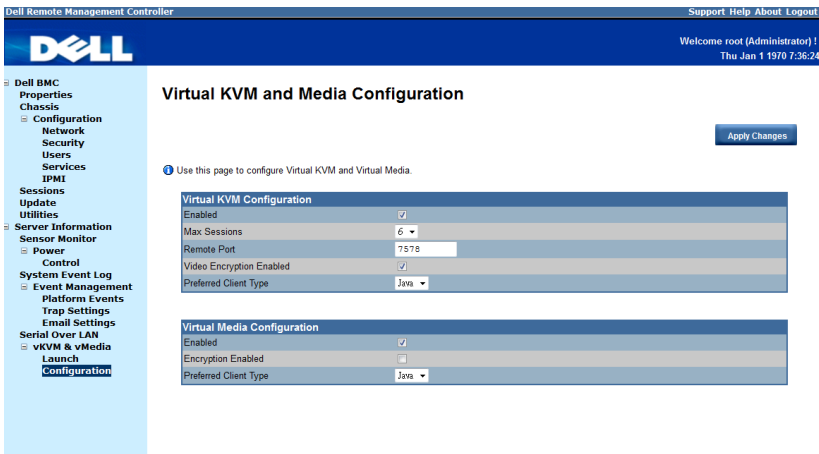 Dell Remote Management Controller
Support Help About Logout
DELL
Welcome root (Administrator) !
Thu Jan 1 1970 7:36:24
Dell BMC
Properties
Chassis
Configuration
Network
Security
Users
Services
IPMI
Sessions
Update
Utilities
Server Information
Sensor Monitor
Power
Control
System Event Log
Event Management
Platform Events
Trap Settings
Email Settings
Serial Over LAN
vKVM & vMedia
Launch
Configuration
Virtual KVM and Media Configuration
Apply Changes
Use this page to configure Virtual KVM and Virtual Media.
Virtual KVM Configuration
Enabled
Max Sessions 6
Remote Port 7578
Video Encryption Enabled
Preferred Client Type Java
Virtual Media Configuration
Enabled
Encryption Enabled
Preferred Client Type Java